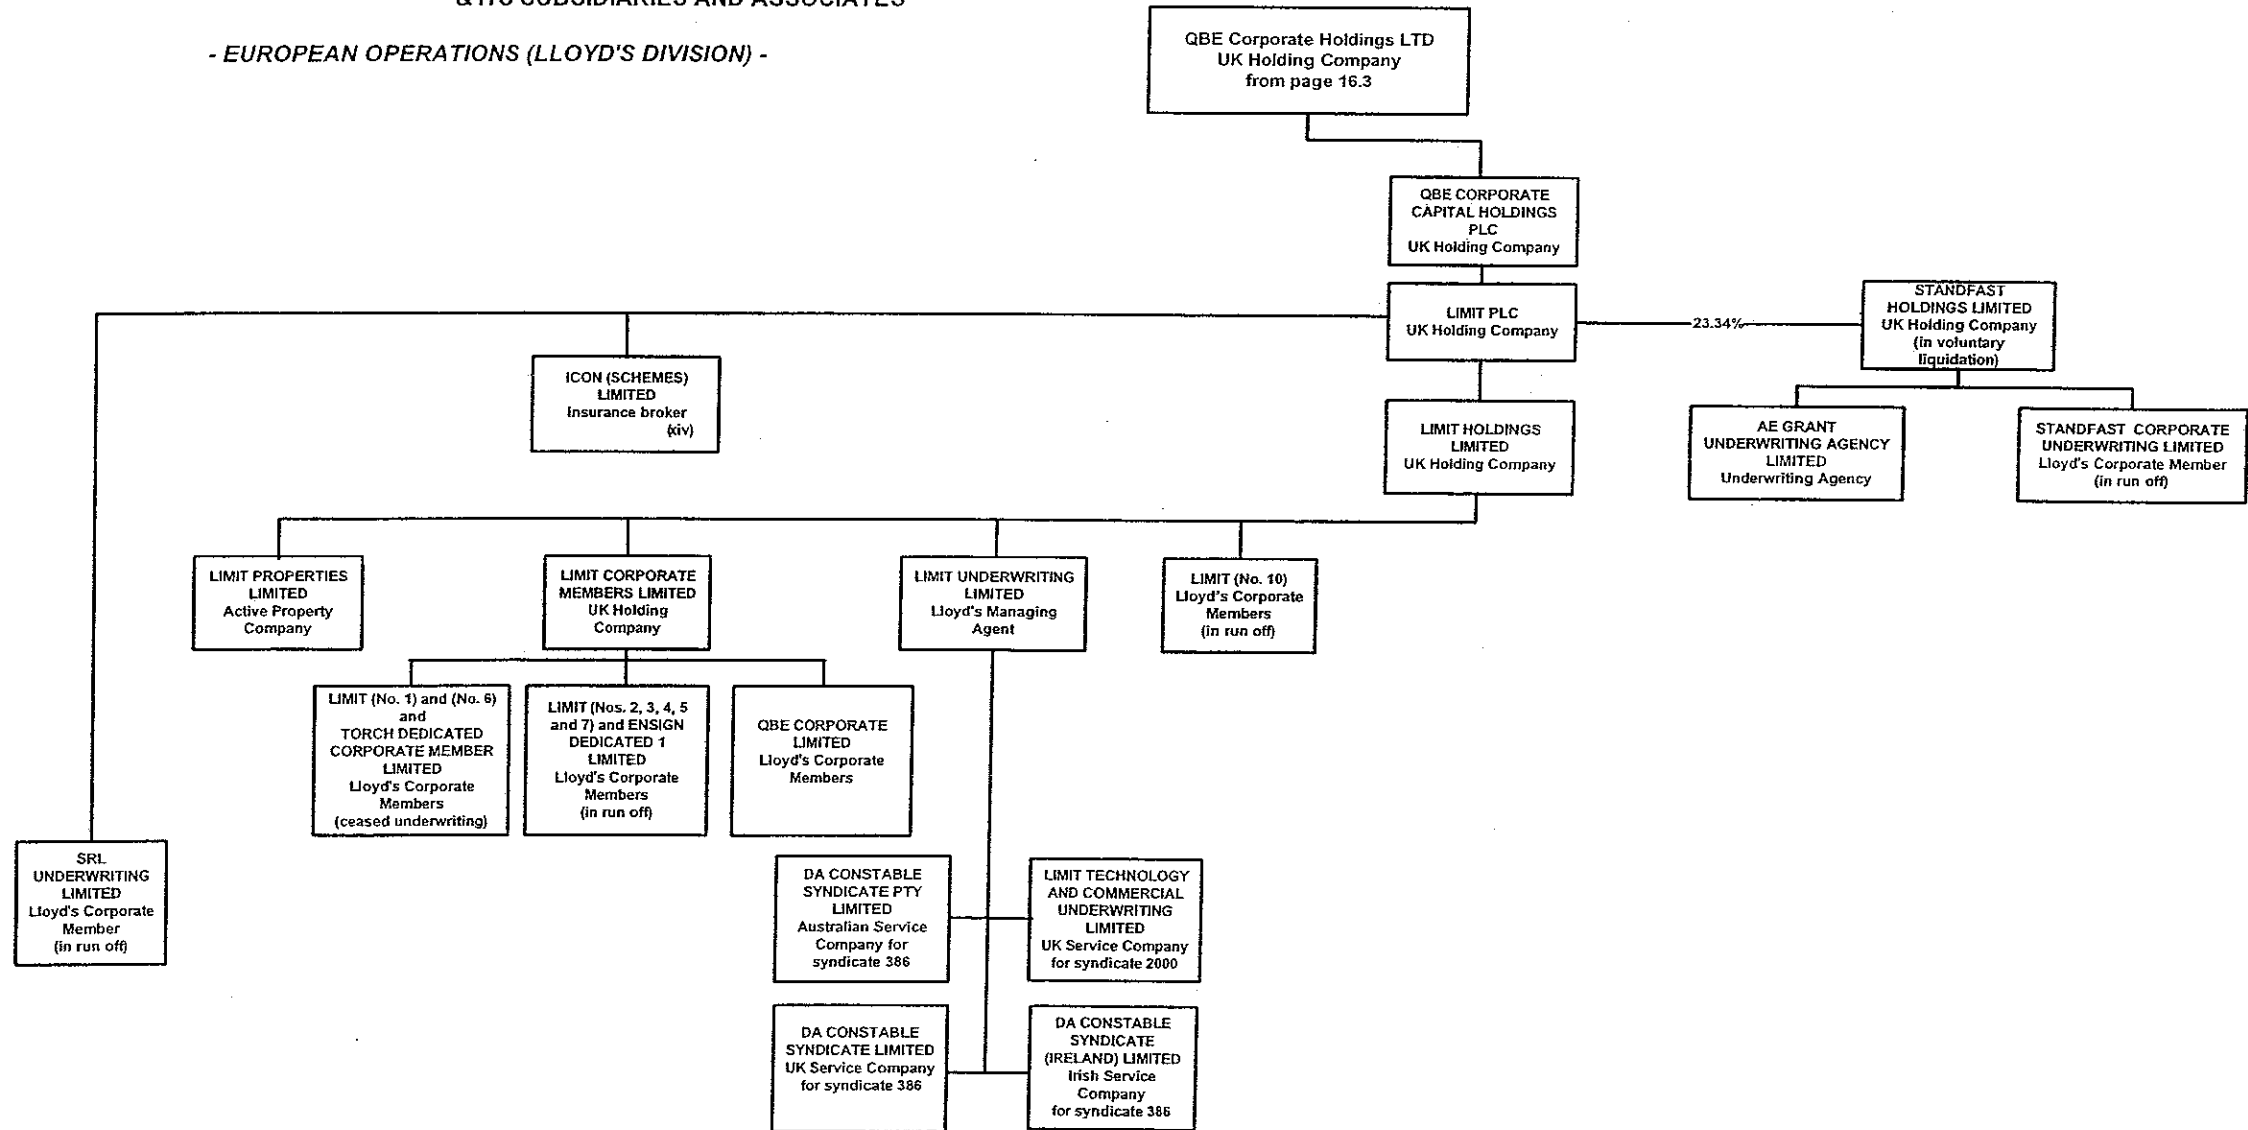 & ITS SUBSIDIARIES AND ASSOCIATES
- EUROPEAN OPERATIONS (LLOYD'S DIVISION) -
QBE Corporate Holdings LTD
UK Holding Company
from page 16.3
QBE CORPORATE
CAPITAL HOLDINGS
PLC
UK Holding Company
LIMIT PLC
UK Holding Company
23.34%
STANDFAST
HOLDINGS LIMITED
UK Holding Company
(in voluntary
liquidation)
ICON (SCHEMES)
LIMITED
Insurance broker
(xiv)
LIMIT HOLDINGS
LIMITED
UK Holding Company
AE GRANT
UNDERWRITING AGENCY
LIMITED
Underwriting Agency
STANDFAST CORPORATE
UNDERWRITING LIMITED
Lloyd's Corporate Member
(in run off)
LIMIT PROPERTIES
LIMITED
Active Property
Company
LIMIT CORPORATE
MEMBERS LIMITED
UK Holding
Company
LIMIT UNDERWRITING
LIMITED
Lloyd's Managing
Agent
LIMIT (No. 10)
Lloyd's Corporate
Members
(in run off)
LIMIT (No. 1) and (No. 6)
and
TORCH DEDICATED
CORPORATE MEMBER
LIMITED
Lloyd's Corporate
Members
(ceased underwriting)
LIMIT (Nos. 2, 3, 4, 5
and 7) and ENSIGN
DEDICATED 1
LIMITED
Lloyd's Corporate
Members
(in run off)
QBE CORPORATE
LIMITED
Lloyd's Corporate
Members
SRL
UNDERWRITING
LIMITED
Lloyd's Corporate
Member
(in run off)
DA CONSTABLE
SYNDICATE PTY
LIMITED
Australian Service
Company for
syndicate 386
LIMIT TECHNOLOGY
AND COMMERCIAL
UNDERWRITING
LIMITED
UK Service Company
for syndicate 2000
DA CONSTABLE
SYNDICATE LIMITED
UK Service Company
for syndicate 386
DA CONSTABLE
SYNDICATE
(IRELAND) LIMITED
Irish Service
Company
for syndicate 386